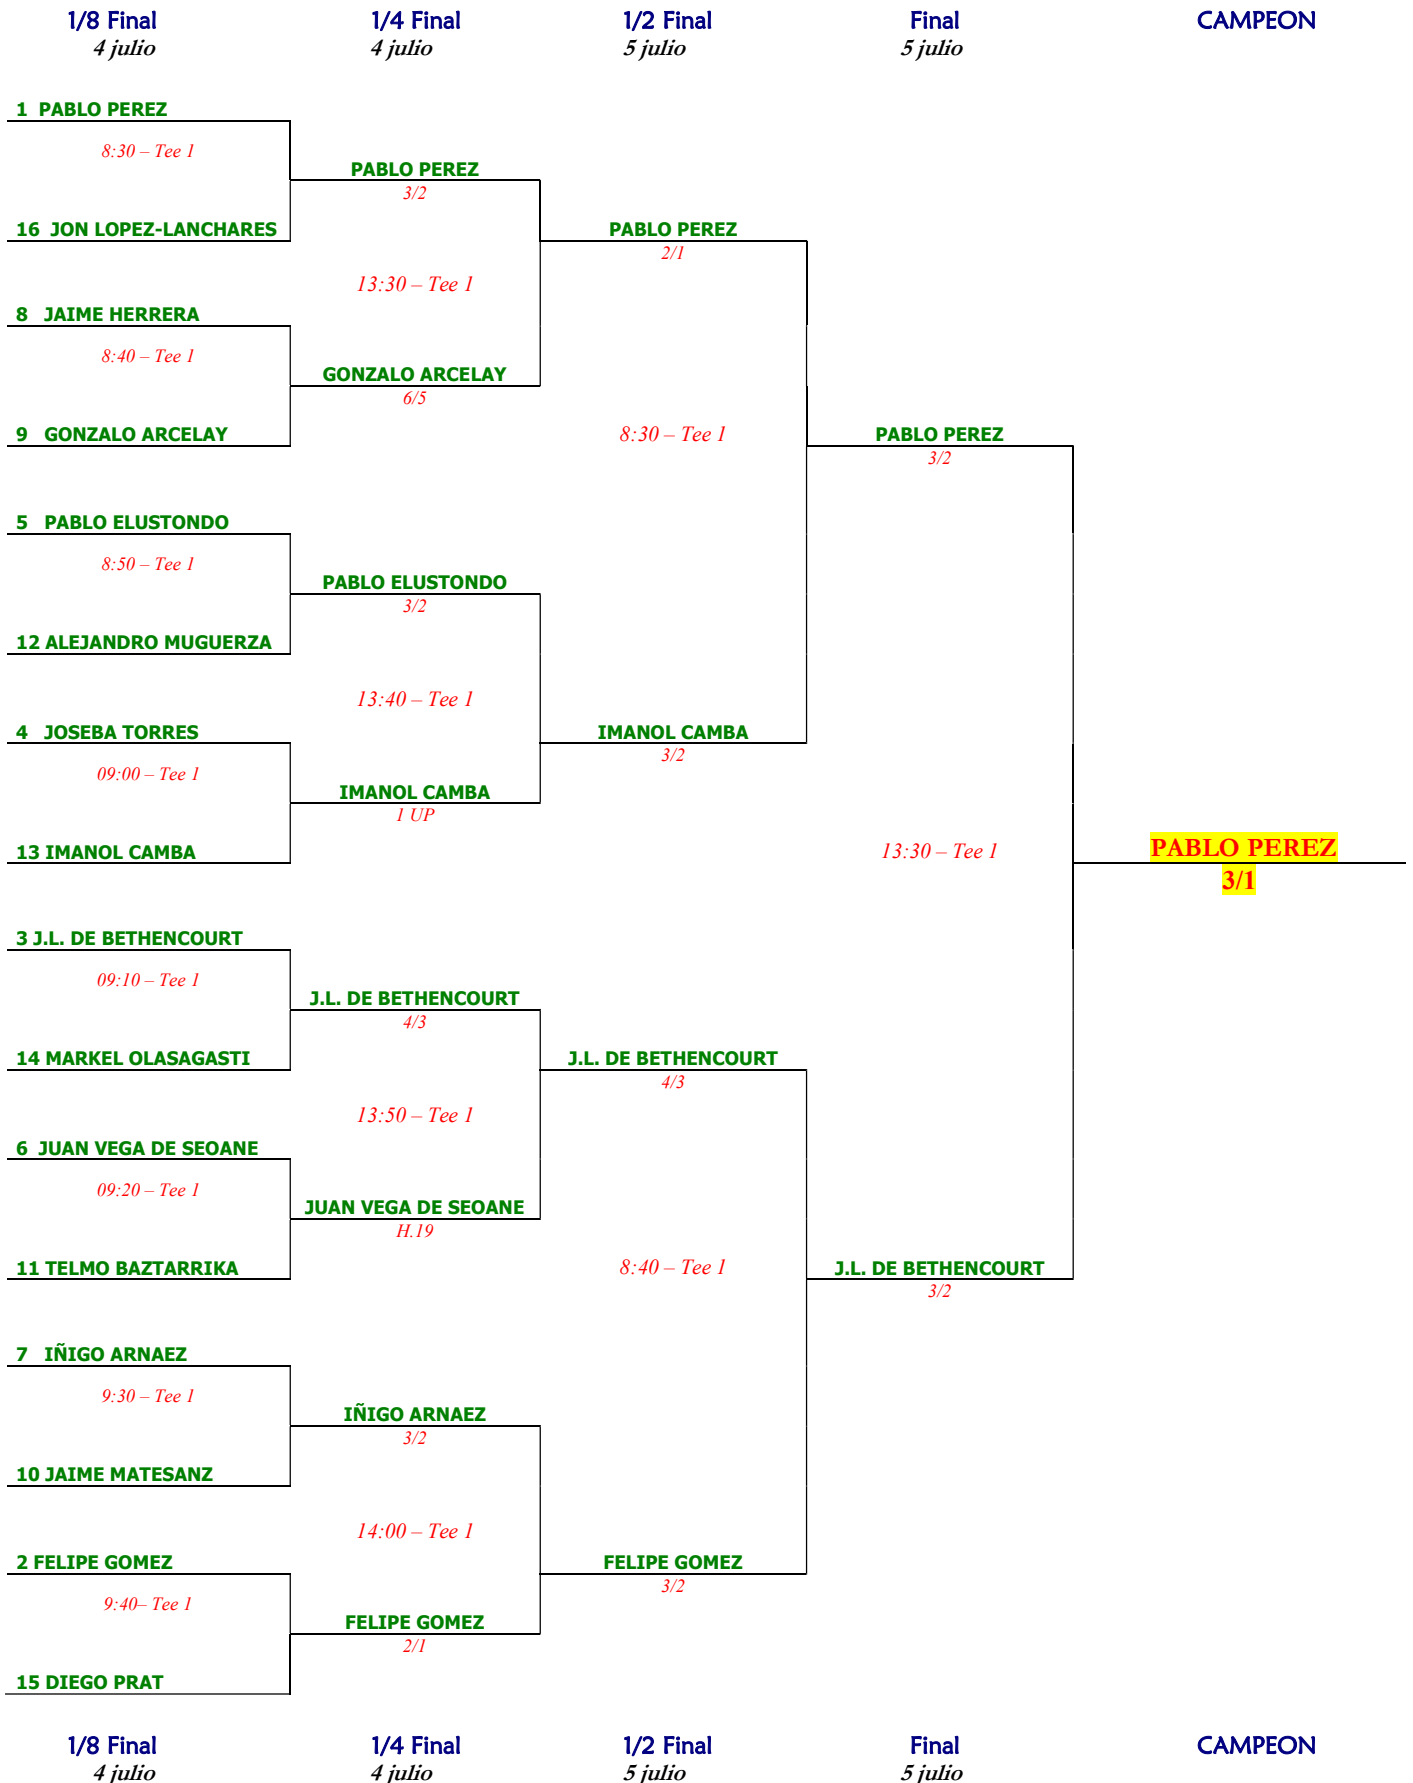 1/8 Final 1/4 Final 1/2 Final Final CAMPEON
4 julio 4 julio 5 julio 5 julio
1 PABLO PEREZ
8:30 – Tee 1
PABLO PEREZ
3/2
16 JON LOPEZ-LANCHARES
PABLO PEREZ
2/1
13:30 – Tee 1
8 JAIME HERRERA
8:40 – Tee 1
GONZALO ARCELAY
6/5
9 GONZALO ARCELAY
8:30 – Tee 1
PABLO PEREZ
3/2
5 PABLO ELUSTONDO
8:50 – Tee 1
PABLO ELUSTONDO
3/2
12 ALEJANDRO MUGUERZA
13:40 – Tee 1
4 JOSEBA TORRES
IMANOL CAMBA
3/2
09:00 – Tee 1
IMANOL CAMBA
1 UP
13 IMANOL CAMBA
13:30 – Tee 1
PABLO PEREZ
3/1
3 J.L. DE BETHENCOURT
09:10 – Tee 1
J.L. DE BETHENCOURT
4/3
14 MARKEL OLASAGASTI
J.L. DE BETHENCOURT
4/3
13:50 – Tee 1
6 JUAN VEGA DE SEOANE
09:20 – Tee 1
JUAN VEGA DE SEOANE
H.19
11 TELMO BAZTARRIKA
8:40 – Tee 1
J.L. DE BETHENCOURT
3/2
7 IÑIGO ARNAEZ
9:30 – Tee 1
IÑIGO ARNAEZ
3/2
10 JAIME MATESANZ
14:00 – Tee 1
2 FELIPE GOMEZ
FELIPE GOMEZ
3/2
9:40– Tee 1
FELIPE GOMEZ
2/1
15 DIEGO PRAT
1/8 Final 1/4 Final 1/2 Final Final CAMPEON
4 julio 4 julio 5 julio 5 julio